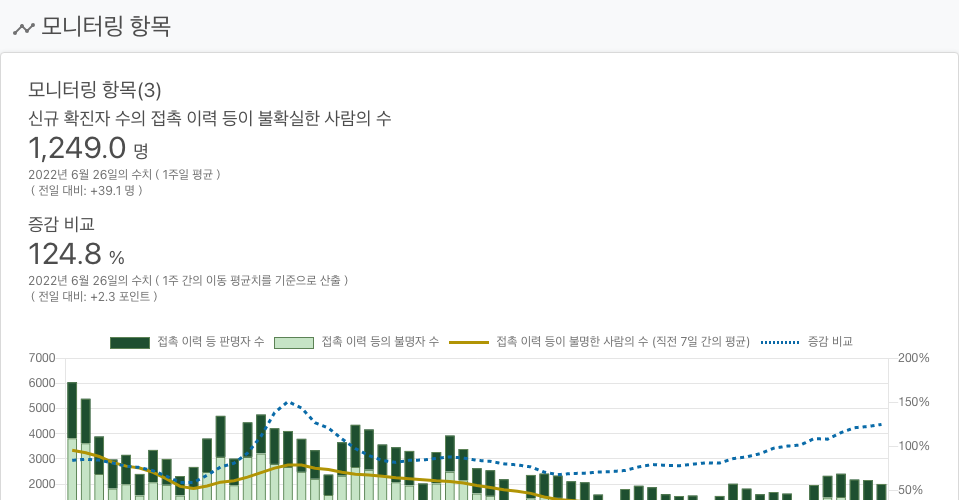 모니터링 항목
모니터링 항목(3)
신규 확진자 수의 접촉 이력 등이 불확실한 사람의 수
1,249.0 명
2022년 6월 26일의 수치 ( 1주일 평균 )
( 전일 대비: +39.1 명 )
증감 비교
124.8 %
2022년 6월 26일의 수치 ( 1주 간의 이동 평균치를 기준으로 산출 )
( 전일 대비: +2.3 포인트 )
접촉 이력 등 판명자 수 접촉 이력 등의 불명자 수 접촉 이력 등이 불명한 사람의 수 (직전 7일 간의 평균) 증감 비교
7000 200%
6000
5000 150%
4000
3000 100%
2000 50%